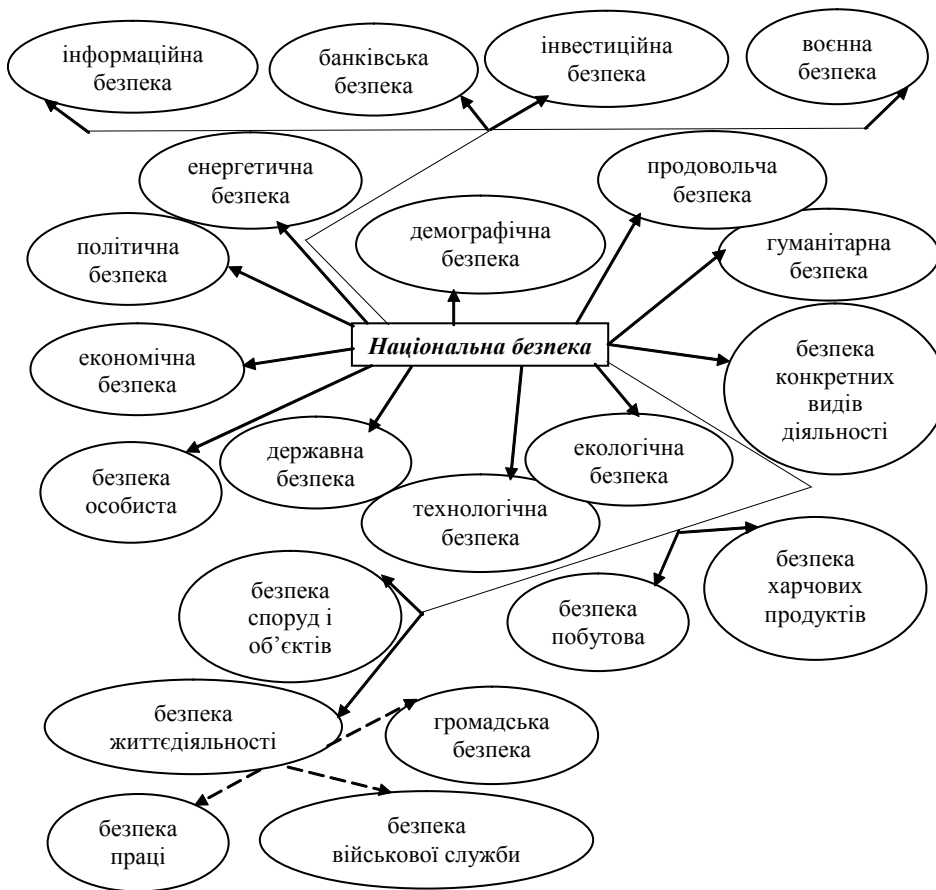 інформаційна
безпека
банківська
безпека
інвестиційна
безпека
воєнна
безпека
енергетична
безпека
продовольча
безпека
політична
безпека
демографічна
безпека
гуманітарна
безпека
Національна безпека
економічна
безпека
безпека
конкретних
видів
діяльності
безпека
особиста
державна
безпека
технологічна
безпека
екологічна
безпека
безпека
споруд і
об’єктів
безпека
побутова
безпека
харчових
продуктів
безпека
життєдіяльності
громадська
безпека
безпека
праці
безпека
військової служби